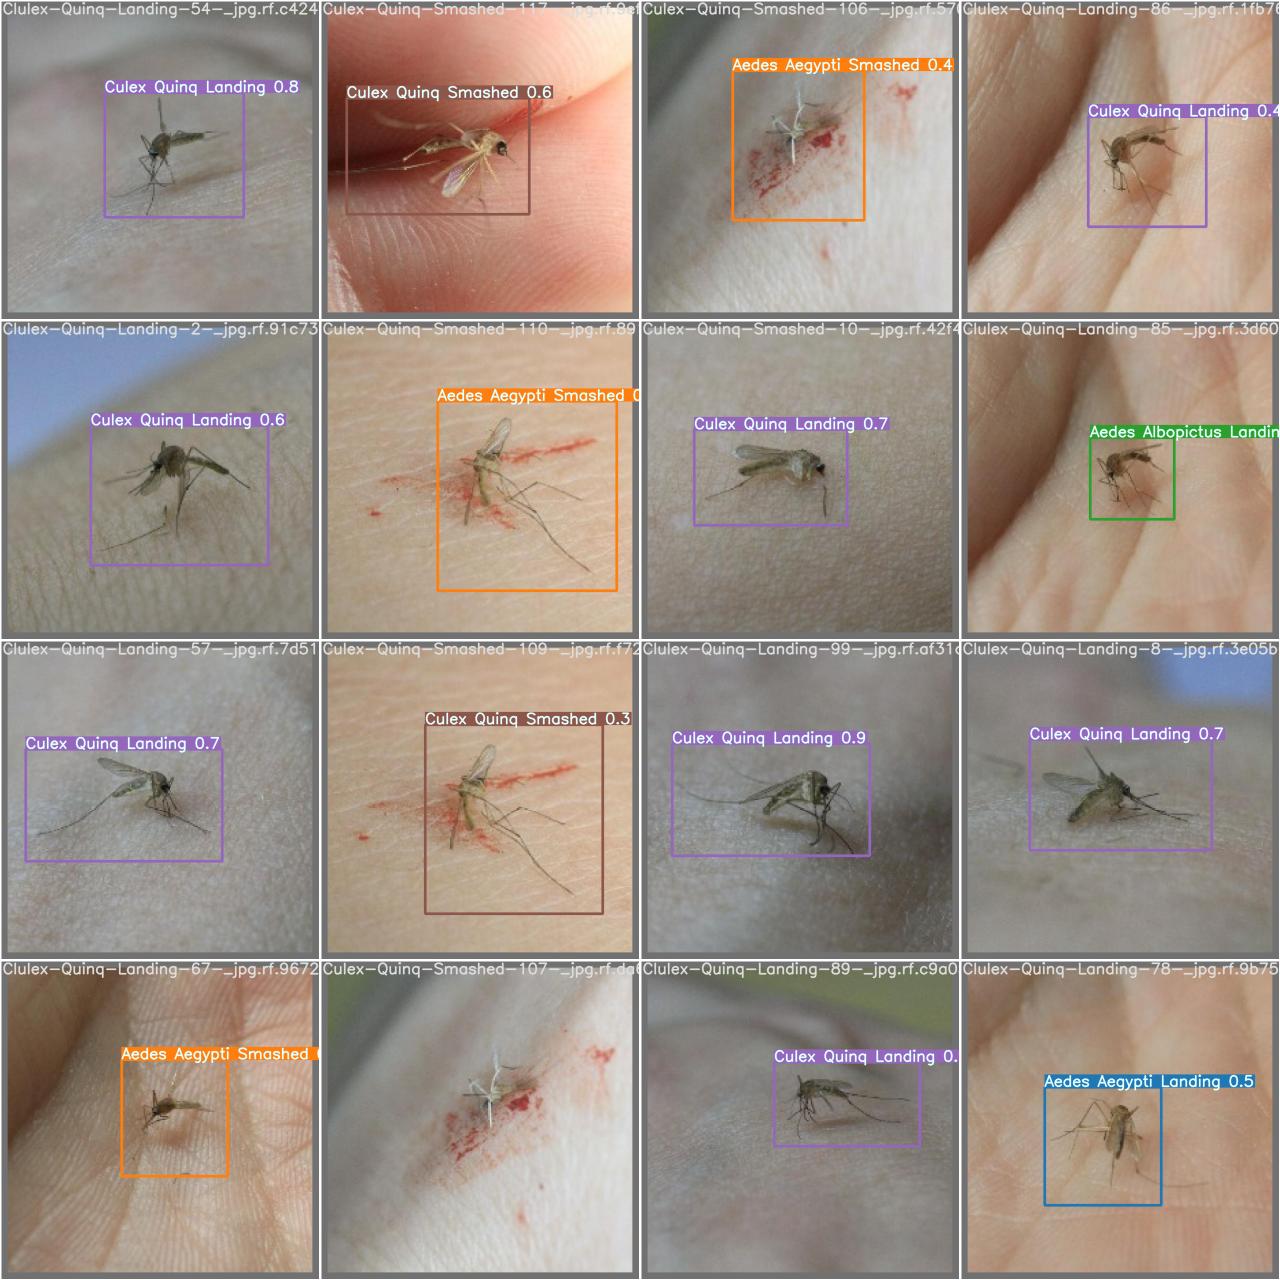 Clulex-Quinq-Landing-54-_jpg.rf.c424
Clulex-Quinq-Smashed-117-_jpg.rf.9ef
Clulex-Quinq-Smashed-106-_jpg.rf.570
Clulex-Quinq-Landing-86-_jpg.rf.1fb76
Culex Quinq Landing 0.8
Culex Quinq Smashed 0.6
Aedes Aegypti Smashed 0.4
Culex Quinq Landing 0.4
Clulex-Quinq-Landing-2-_jpg.rf.91c73
Clulex-Quinq-Smashed-110-_jpg.rf.89
Clulex-Quinq-Smashed-10-_jpg.rf.42f4
Clulex-Quinq-Landing-85-_jpg.rf.3d60
Culex Quinq Landing 0.6
Aedes Aegypti Smashed 0
Culex Quinq Landing 0.7
Aedes Albopictus Landin
Clulex-Quinq-Landing-57-_jpg.rf.7d51
Clulex-Quinq-Smashed-109-_jpg.rf.f72
Clulex-Quinq-Landing-99-_jpg.rf.af31
Clulex-Quinq-Landing-8-_jpg.rf.3e05b
Culex Quinq Landing 0.7
Culex Quinq Smashed 0.3
Culex Quinq Landing 0.9
Culex Quinq Landing 0.7
Clulex-Quinq-Landing-67-_jpg.rf.9672
Clulex-Quinq-Smashed-107-_jpg.rf.da6
Clulex-Quinq-Landing-89-_jpg.rf.c9a0
Clulex-Quinq-Landing-78-_jpg.rf.9b75
Aedes Aegypti Smashed
Culex Quinq Landing 0.
Aedes Aegypti Landing 0.5